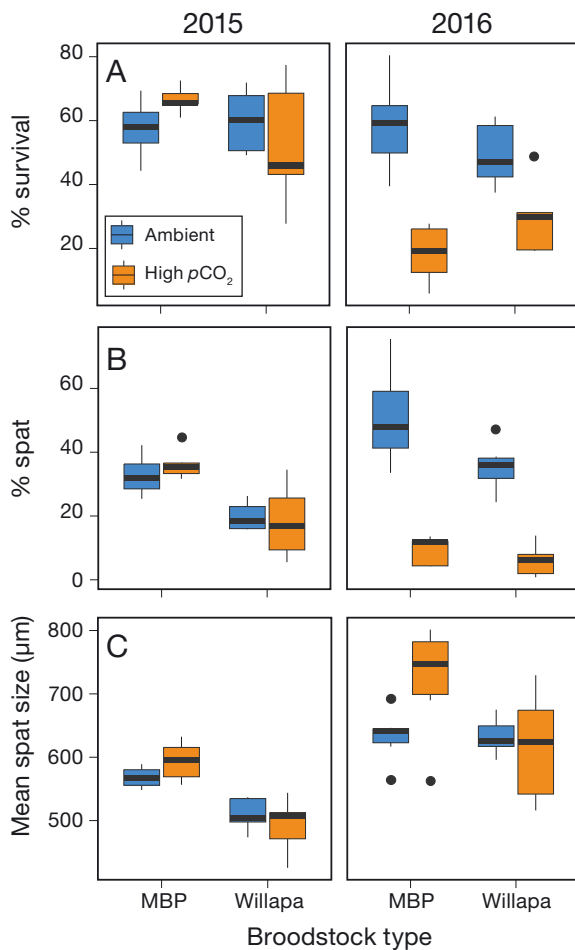 2015 2016
A
% survival
80
60
40
20
Ambient
High pCO₂
B
% spat
60
40
20
0
C
Mean spat size (µm)
800
700
600
500
MBP Willapa MBP Willapa
Broodstock type